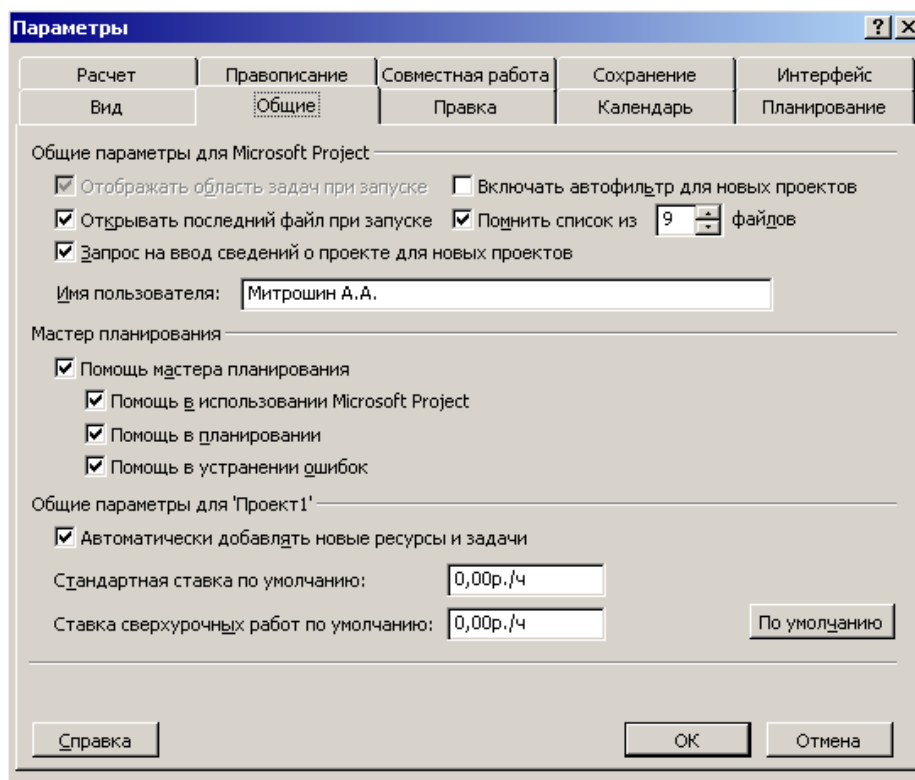 Параметры
Расчет Правописание Совместная работа Сохранение Интерфейс
Вид Общие Правка Календарь Планирование
Общие параметры для Microsoft Project
Отображать область задач при запуске Включать автофильтр для новых проектов
Открывать последний файл при запуске Помнить список из 9 файлов
Запрос на ввод сведений о проекте для новых проектов
Имя пользователя: Митрошин А.А.
Мастер планирования
Помощь мастера планирования
Помощь в использовании Microsoft Project
Помощь в планировании
Помощь в устранении ошибок
Общие параметры для 'Проект1'
Автоматически добавлять новые ресурсы и задачи
Стандартная ставка по умолчанию: 0,00р./ч
Ставка сверхурочных работ по умолчанию: 0,00р./ч По умолчанию
Справка ОК Отмена